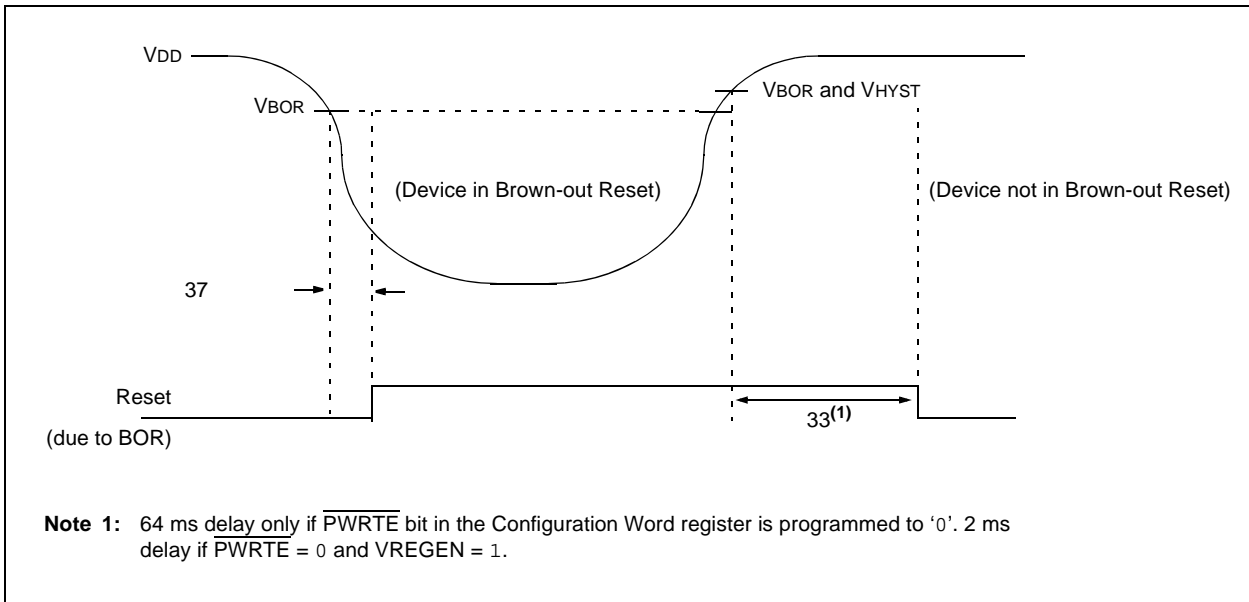 VDD
VBOR
VBOR and VHYST
(Device in Brown-out Reset)
(Device not in Brown-out Reset)
37
Reset
(due to BOR)
33(1)
Note 1: 64 ms delay only if PWRTE bit in the Configuration Word register is programmed to ‘0’. 2 ms
delay if PWRTE = 0 and VREGEN = 1.